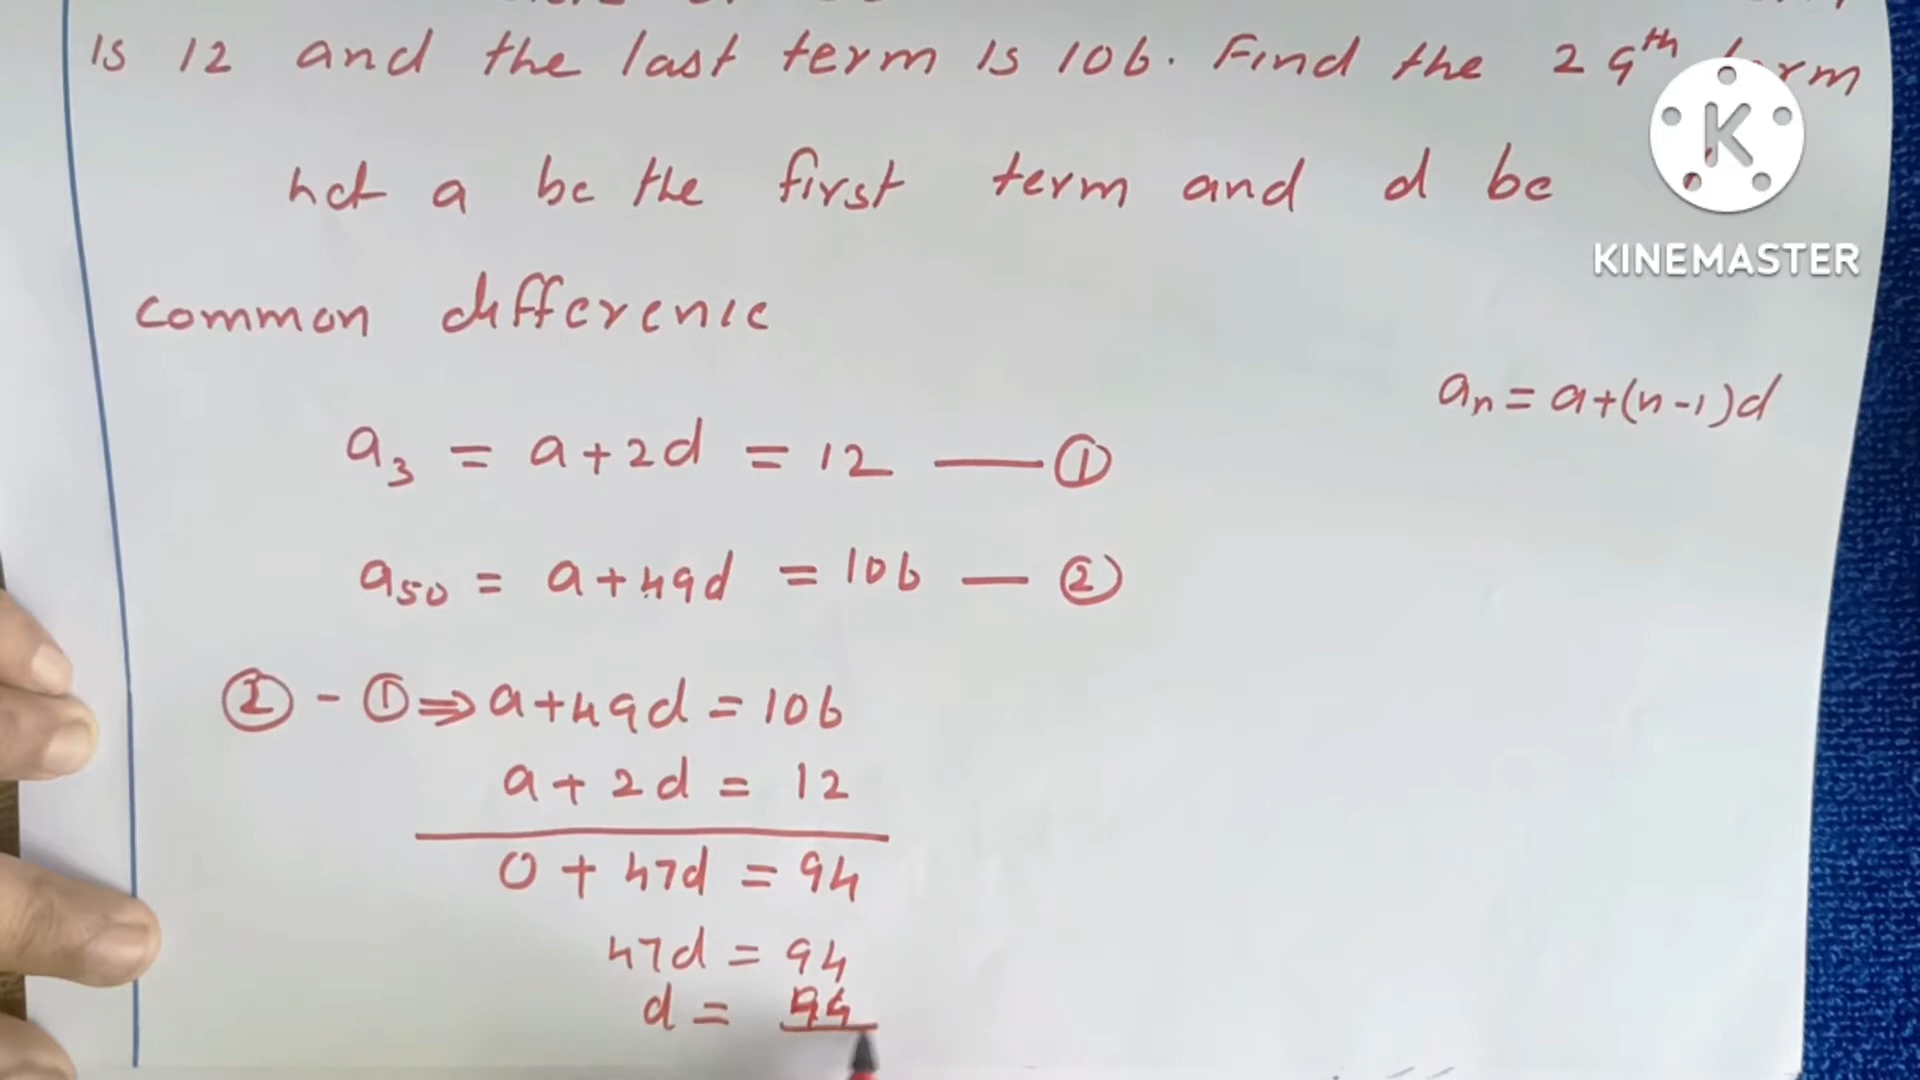 is 12 and the last term is 106. Find the 29th term
Let a be the first term and d be
KINEMASTER
common difference
an = a+(n-1)d
a3 = a+2d = 12 —— ①
a50 = a+49d = 106 — ②
② - ① ⇒ a+49d = 106
a + 2d = 12
0 + 47d = 94
47d = 94
d = 94